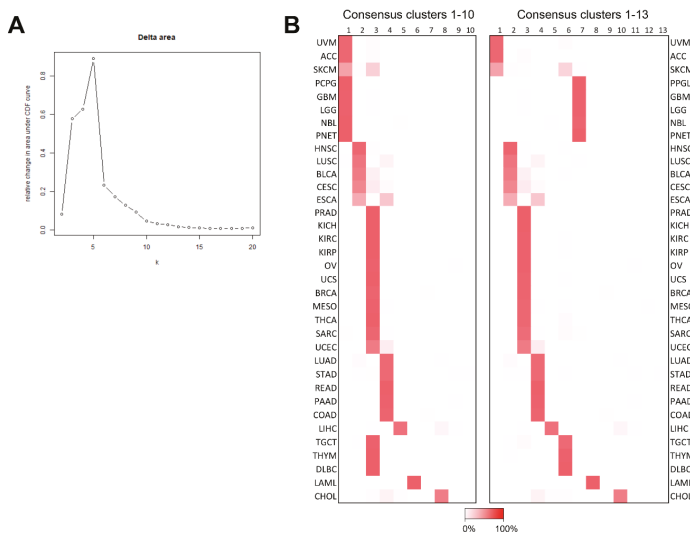 A
Delta area
relative change in area under CDF curve
0.8
0.6
0.4
0.2
0.0
5
10
15
20
k
B
Consensus clusters 1-10
Consensus clusters 1-13
1 2 3 4 5 6 7 8 9 10
1 2 3 4 5 6 7 8 9 10 11 12 13
UVM UVM
ACC ACC
SKCM SKCM
PCPG PPGL
GBM GBM
LGG LGG
NBL NBL
PNET PNET
HNSC HNSC
LUSC LUSC
BLCA BLCA
CESC CESC
ESCA ESCA
PRAD PRAD
KICH KICH
KIRC KIRC
KIRP KIRP
OV OV
UCS UCS
BRCA BRCA
MESO MESO
THCA THCA
SARC SARC
UCEC UCEC
LUAD LUAD
STAD STAD
READ READ
PAAD PAAD
COAD COAD
LIHC LIHC
TGCT TGCT
THYM THYM
DLBC DLBC
LAML LAML
CHOL CHOL
0% 100%